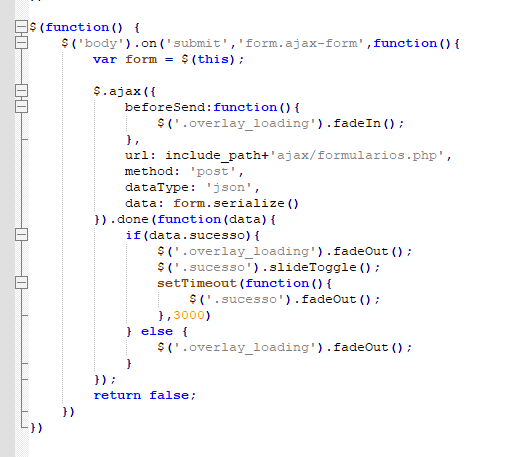 $(function() {
    $('body').on('submit','form.ajax-form',function(){
        var form = $(this);

        $.ajax({
            beforeSend:function(){
                $('.overlay_loading').fadeIn();
            },
            url: include_path+'ajax/formularios.php',
            method: 'post',
            dataType: 'json',
            data: form.serialize()
        }).done(function(data){
            if(data.sucesso){
                $('.overlay_loading').fadeOut();
                $('.sucesso').slideToggle();
                setTimeout(function(){
                    $('.sucesso').fadeOut();
                },3000)
            } else {
                $('.overlay_loading').fadeOut();
            }
        });
        return false;
    })
})